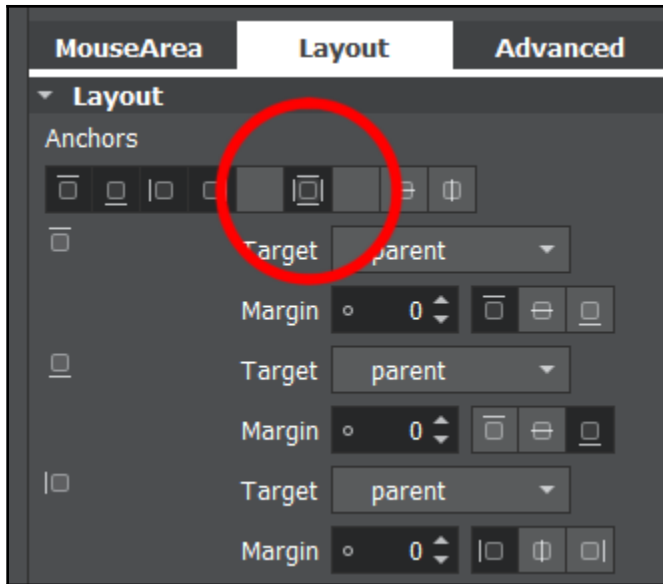 MouseArea Layout Advanced
Layout
Anchors
Target parent
Margin 0
Target parent
Margin 0
Target parent
Margin 0